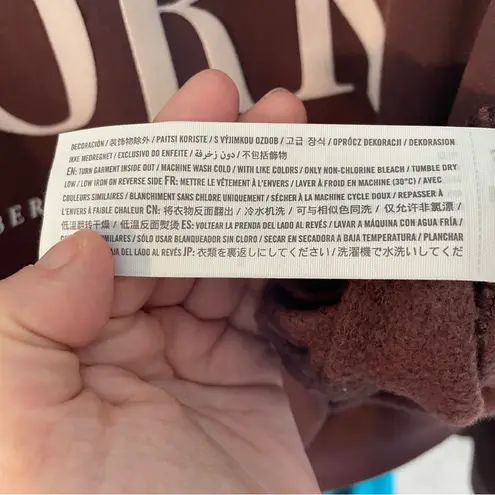 ORN
BER
DECORACIÓN / 装饰物除外 / PAITSI KORISTE / S VÝJIMKOU OZDOB / 고급 장식 / OPRÓCZ DEKORACJI / DEKORASJON
IKKE MEDREGNET / EXCLUSIVO DO ENFEITE / دون زخرفة / 不包括飾物
EN: TURN GARMENT INSIDE OUT / MACHINE WASH COLD / WITH LIKE COLORS / ONLY NON-CHLORINE BLEACH / TUMBLE DRY
LOW / LOW IRON ON REVERSE SIDE FR: METTRE LE VÊTEMENT À L'ENVERS / LAVER À FROID EN MACHINE (30°C) / AVEC
COULEURS SIMILAIRES / BLANCHIMENT SANS CHLORE UNIQUEMENT / SÉCHER À LA MACHINE CYCLE DOUX / REPASSER À
L'ENVERS À FAIBLE CHALEUR CN: 将衣物反面翻出 / 冷水机洗 / 可与相似色同洗 / 仅允许非氯漂 /
低温翻转干燥 / 低温反面熨烫 ES: VOLTEAR LA PRENDA DEL AL REVÉS / LAVAR A MÁQUINA CON AGUA FRÍA /
SIMILARES / SÓLO USAR BLANQUEADOR SIN CLORO / SECAR EN SECADORA A BAJA TEMPERATURA / PLANCHAR
DEL LADO AL REVÉS JP: 衣類を裏返しにしてください / 洗濯機で水洗いしてくだ